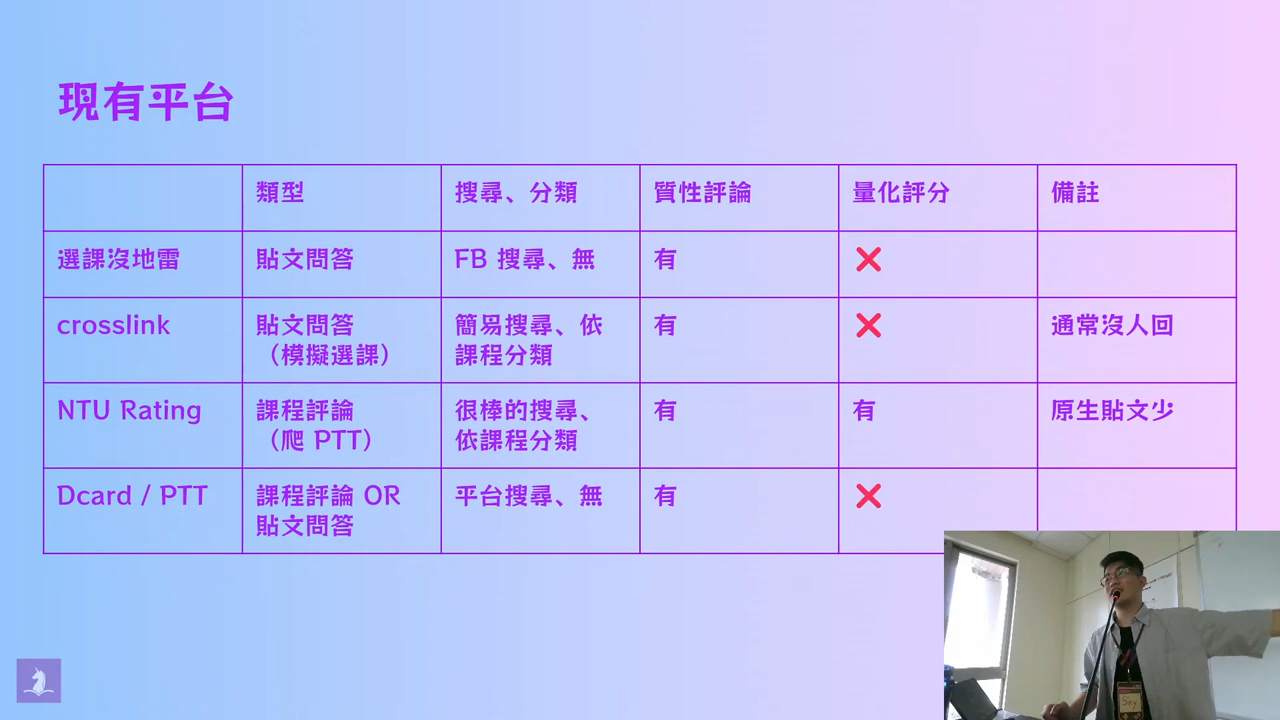 現有平台
類型 搜尋、分類 質性評論 量化評分 備註
選課沒地雷 貼文問答 FB 搜尋、無 有 ❌
crosslink 貼文問答 簡易搜尋、依 有 ❌ 通常沒人回
（模擬選課） 課程分類
NTU Rating 課程評論 很棒的搜尋、 有 有 原生貼文少
（爬 PTT） 依課程分類
Dcard / PTT 課程評論 OR 平台搜尋、無 有 ❌
貼文問答
Sky